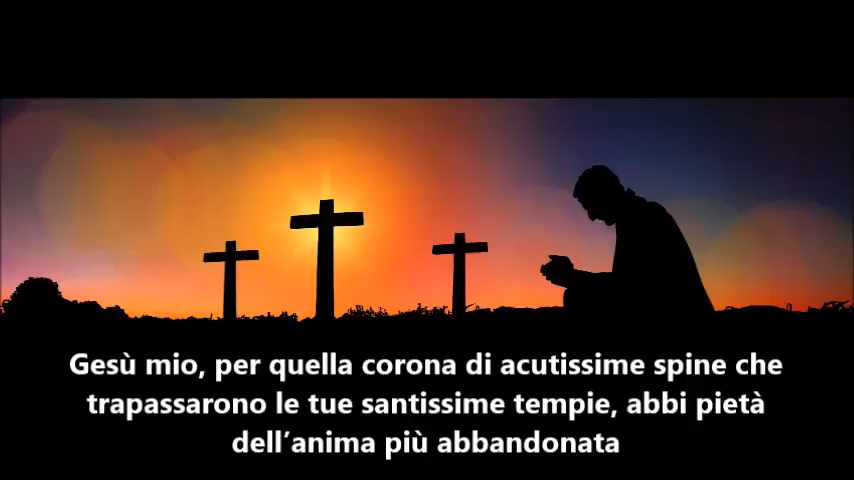 Gesù mio, per quella corona di acutissime spine che
trapassarono le tue santissime tempie, abbi pietà
dell’anima più abbandonata